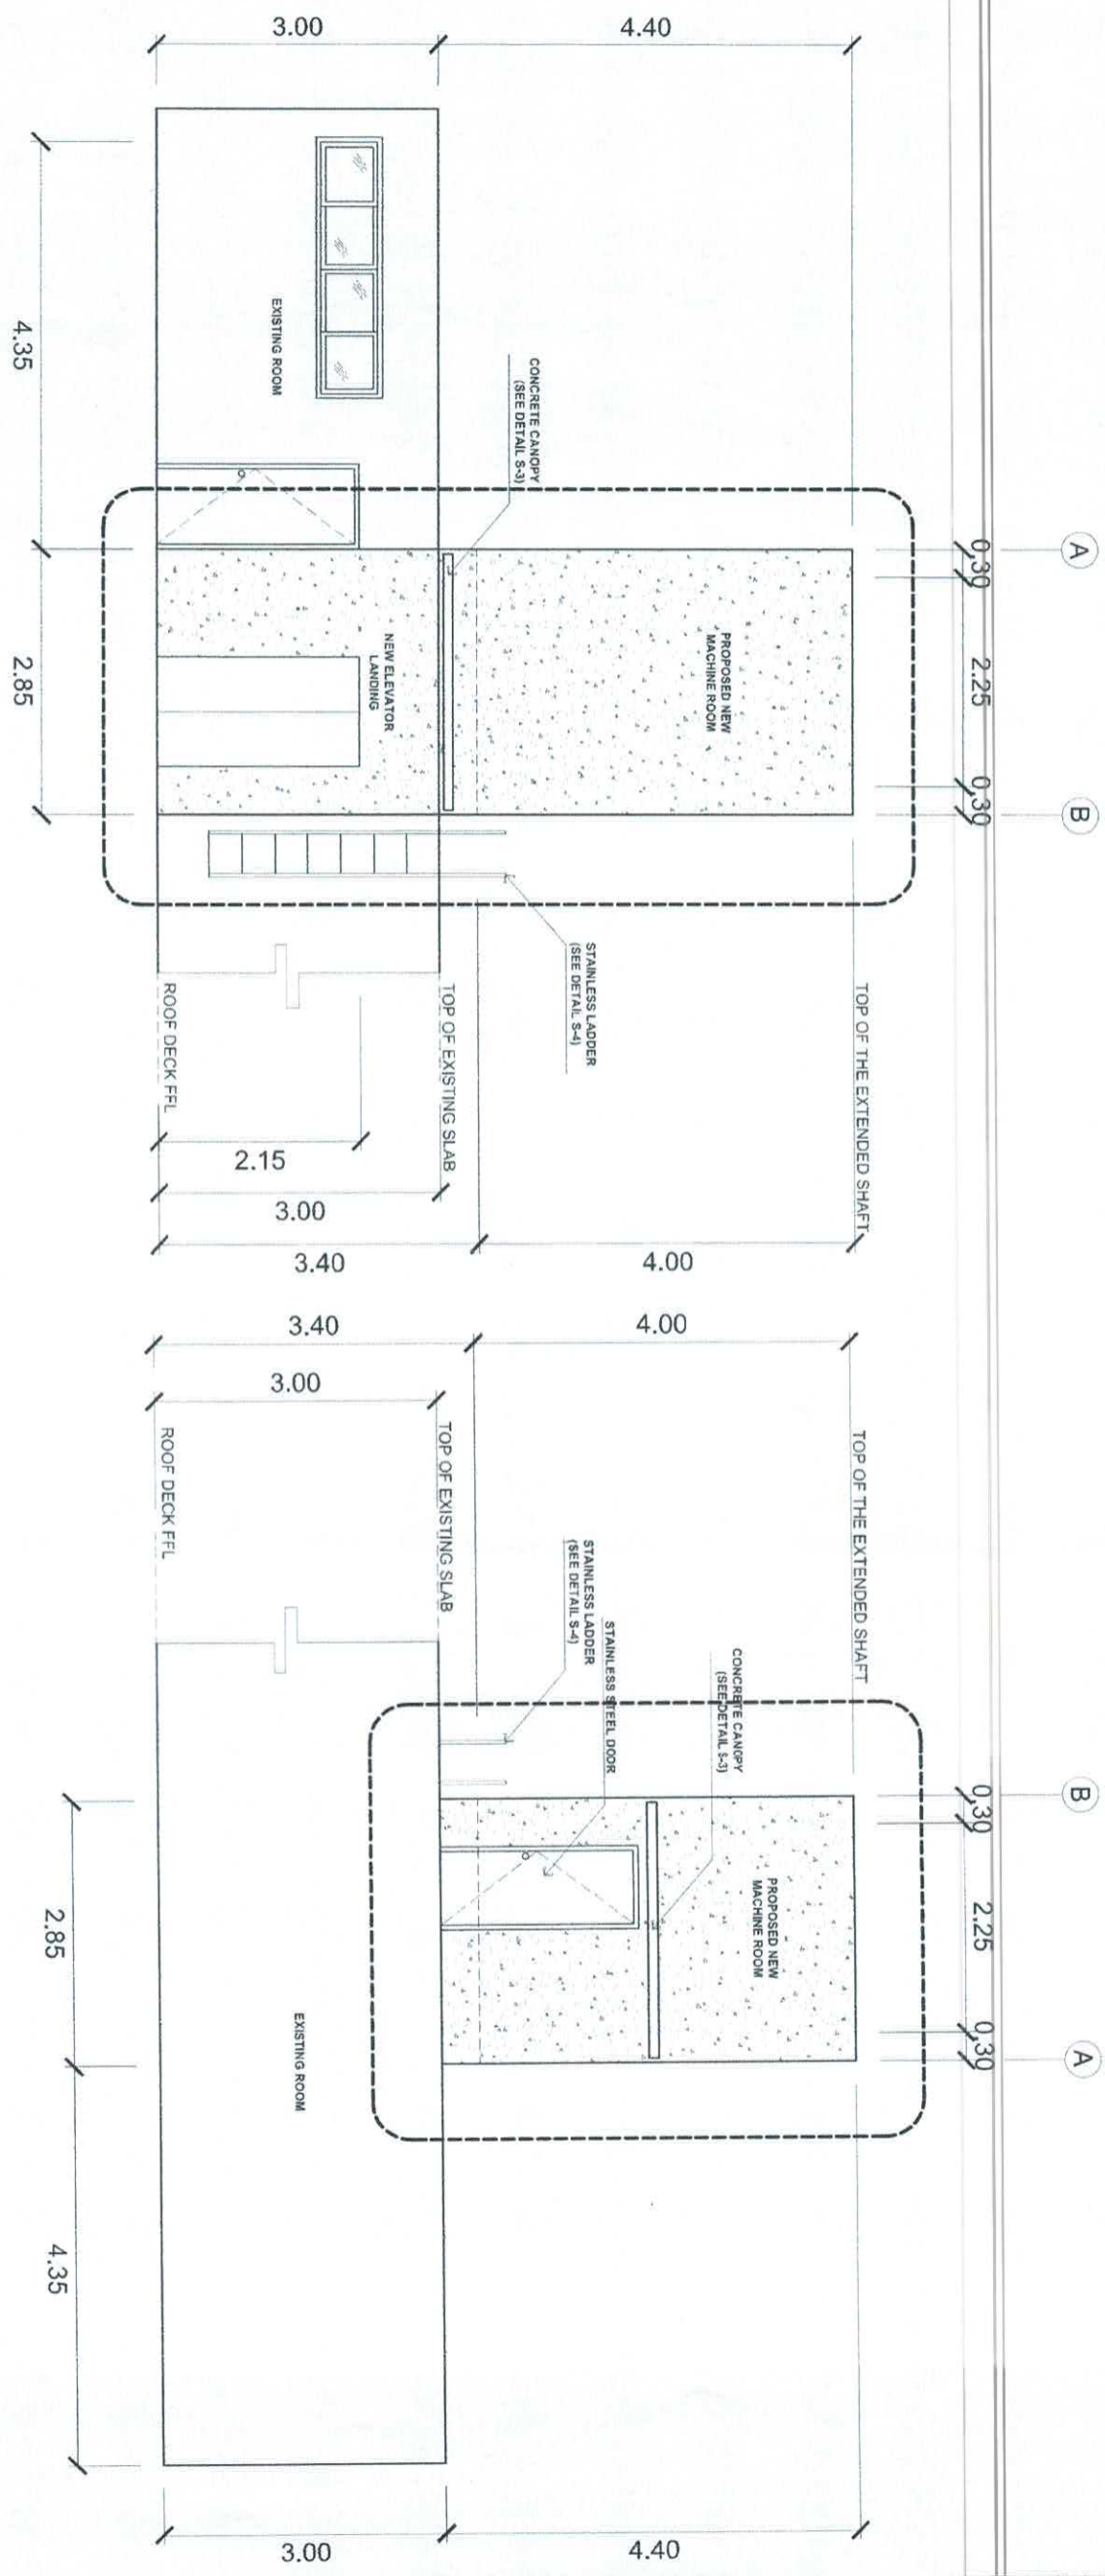 A
B
0.30
2.25
0.30
4.40
3.00
TOP OF THE EXTENDED SHAFT
PROPOSED NEW
MACHINE ROOM
CONCRETE CANOPY
(SEE DETAIL S-3)
STAINLESS LADDER
(SEE DETAIL S-4)
TOP OF EXISTING SLAB
NEW ELEVATOR
LANDING
EXISTING ROOM
ROOF DECK FFL
2.15
3.00
3.40
4.00
4.35
2.85
B
A
0.30
2.25
0.30
4.00
3.40
3.00
TOP OF THE EXTENDED SHAFT
PROPOSED NEW
MACHINE ROOM
CONCRETE CANOPY
(SEE DETAIL S-3)
STAINLESS STEEL DOOR
STAINLESS LADDER
(SEE DETAIL S-4)
TOP OF EXISTING SLAB
EXISTING ROOM
ROOF DECK FFL
4.40
3.00
2.85
4.35